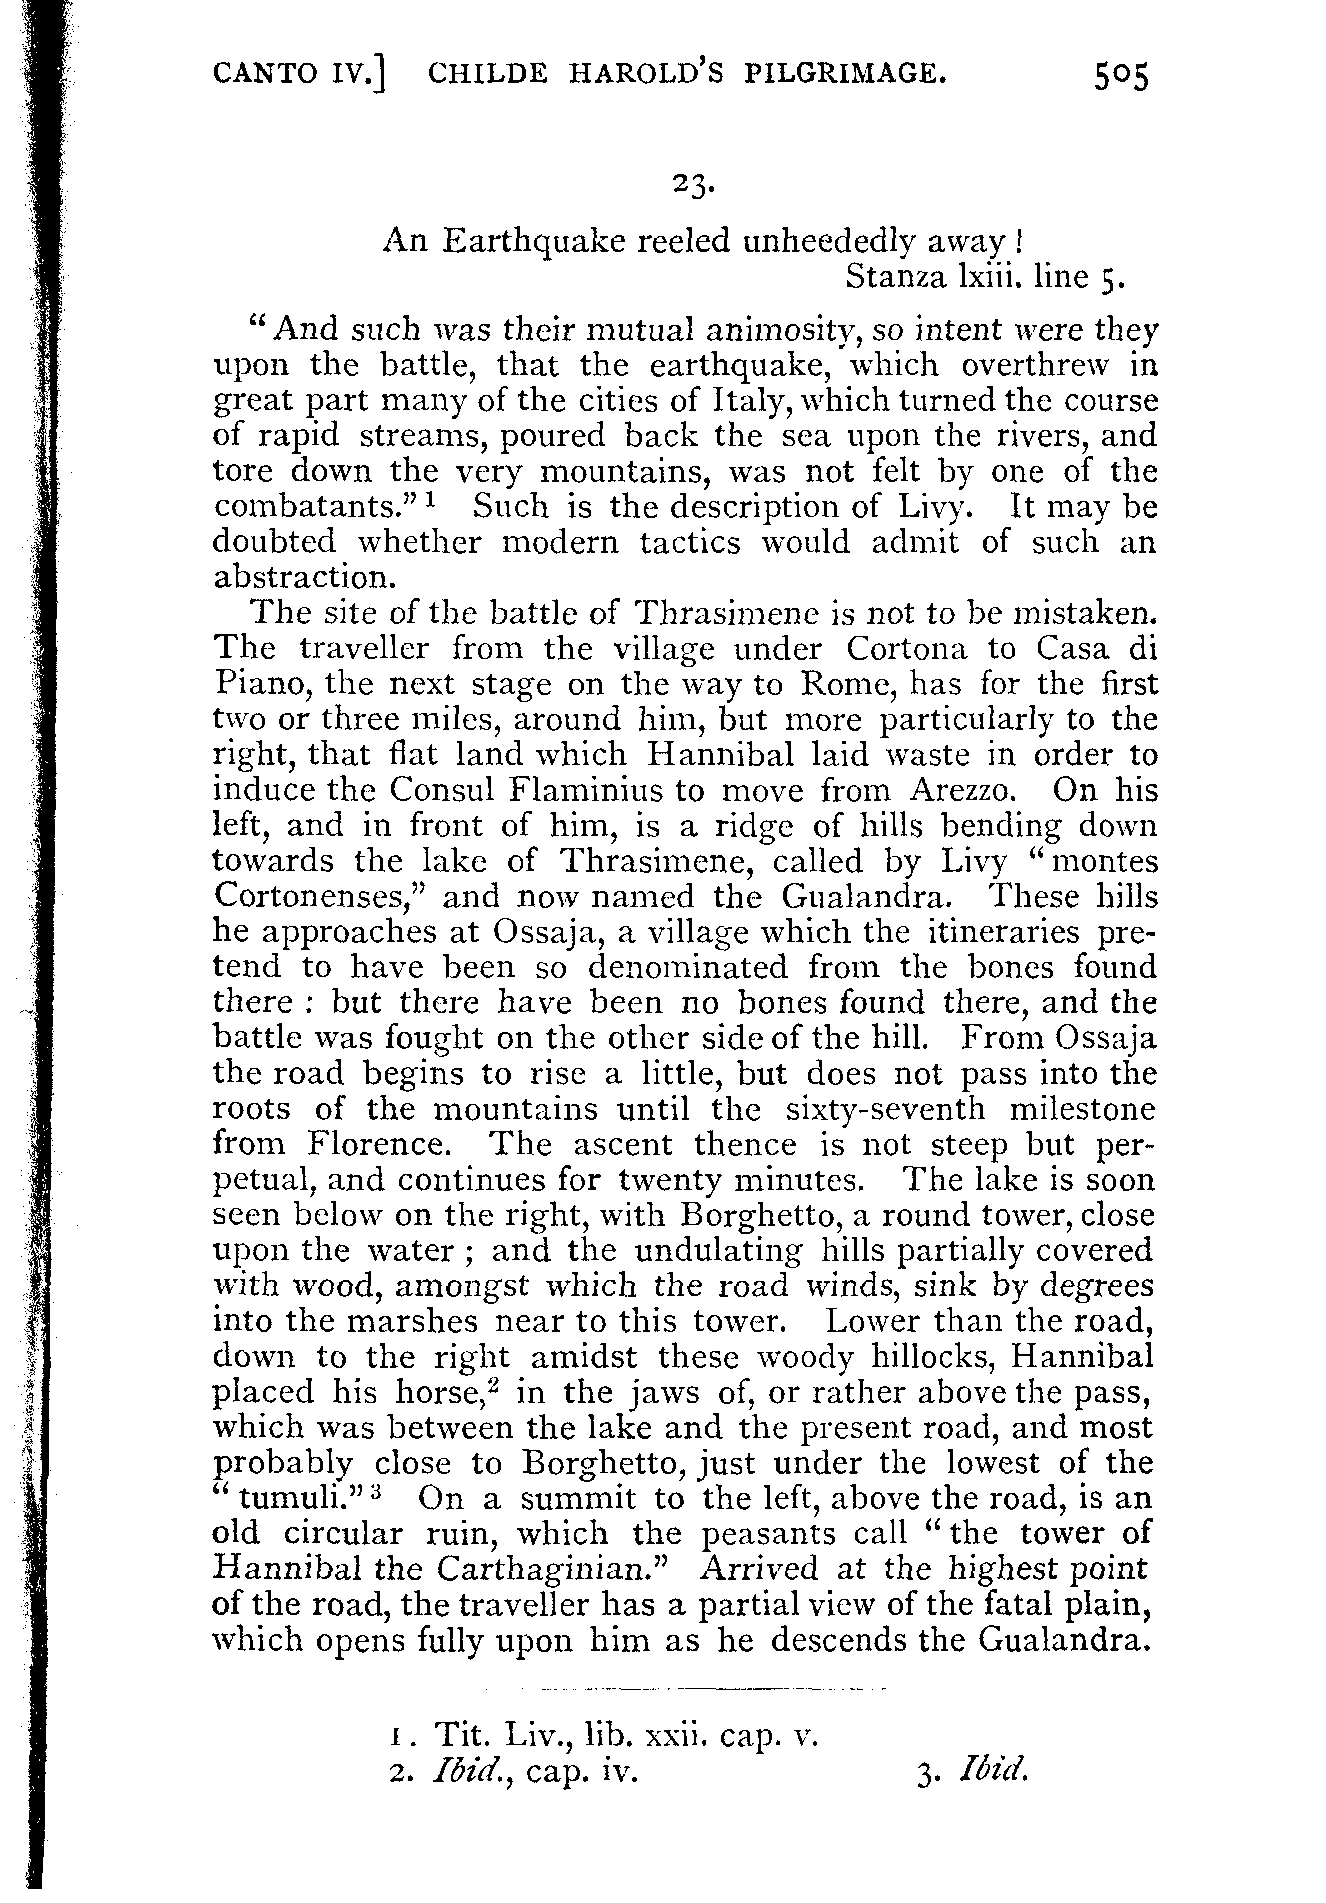 CANTO IV.] CHILDE HAROLD'S PILGRIMAGE. 505
23.
An Earthquake reeled unheededly away!
Stanza lxiii. line 5.
"And such was their mutual animosity, so intent were they
upon the battle, that the earthquake, which overthrew in
great part many of the cities of Italy, which turned the course
of rapid streams, poured back the sea upon the rivers, and
tore down the very mountains, was not felt by one of the
combatants." 1 Such is the description of Livy. It may be
doubted whether modern tactics would admit of such an
abstraction.
The site of the battle of Thrasimene is not to be mistaken.
The traveller from the village under Cortona to Casa di
Piano, the next stage on the way to Rome, has for the first
two or three miles, around him, but more particularly to the
right, that flat land which Hannibal laid waste in order to
induce the Consul Flaminius to move from Arezzo. On his
left, and in front of him, is a ridge of hills bending down
towards the lake of Thrasimene, called by Livy "montes
Cortonenses," and now named the Gualandra. These hills
he approaches at Ossaja, a village which the itineraries pre-
tend to have been so denominated from the bones found
there : but there have been no bones found there, and the
battle was fought on the other side of the hill. From Ossaja
the road begins to rise a little, but does not pass into the
roots of the mountains until the sixty-seventh milestone
from Florence. The ascent thence is not steep but per-
petual, and continues for twenty minutes. The lake is soon
seen below on the right, with Borghetto, a round tower, close
upon the water ; and the undulating hills partially covered
with wood, amongst which the road winds, sink by degrees
into the marshes near to this tower. Lower than the road,
down to the right amidst these woody hillocks, Hannibal
placed his horse,2 in the jaws of, or rather above the pass,
which was between the lake and the present road, and most
probably close to Borghetto, just under the lowest of the
"tumuli." 3 On a summit to the left, above the road, is an
old circular ruin, which the peasants call "the tower of
Hannibal the Carthaginian." Arrived at the highest point
of the road, the traveller has a partial view of the fatal plain,
which opens fully upon him as he descends the Gualandra.
1. Tit. Liv., lib. xxii. cap. v.
2. Ibid., cap. iv. 3. Ibid.